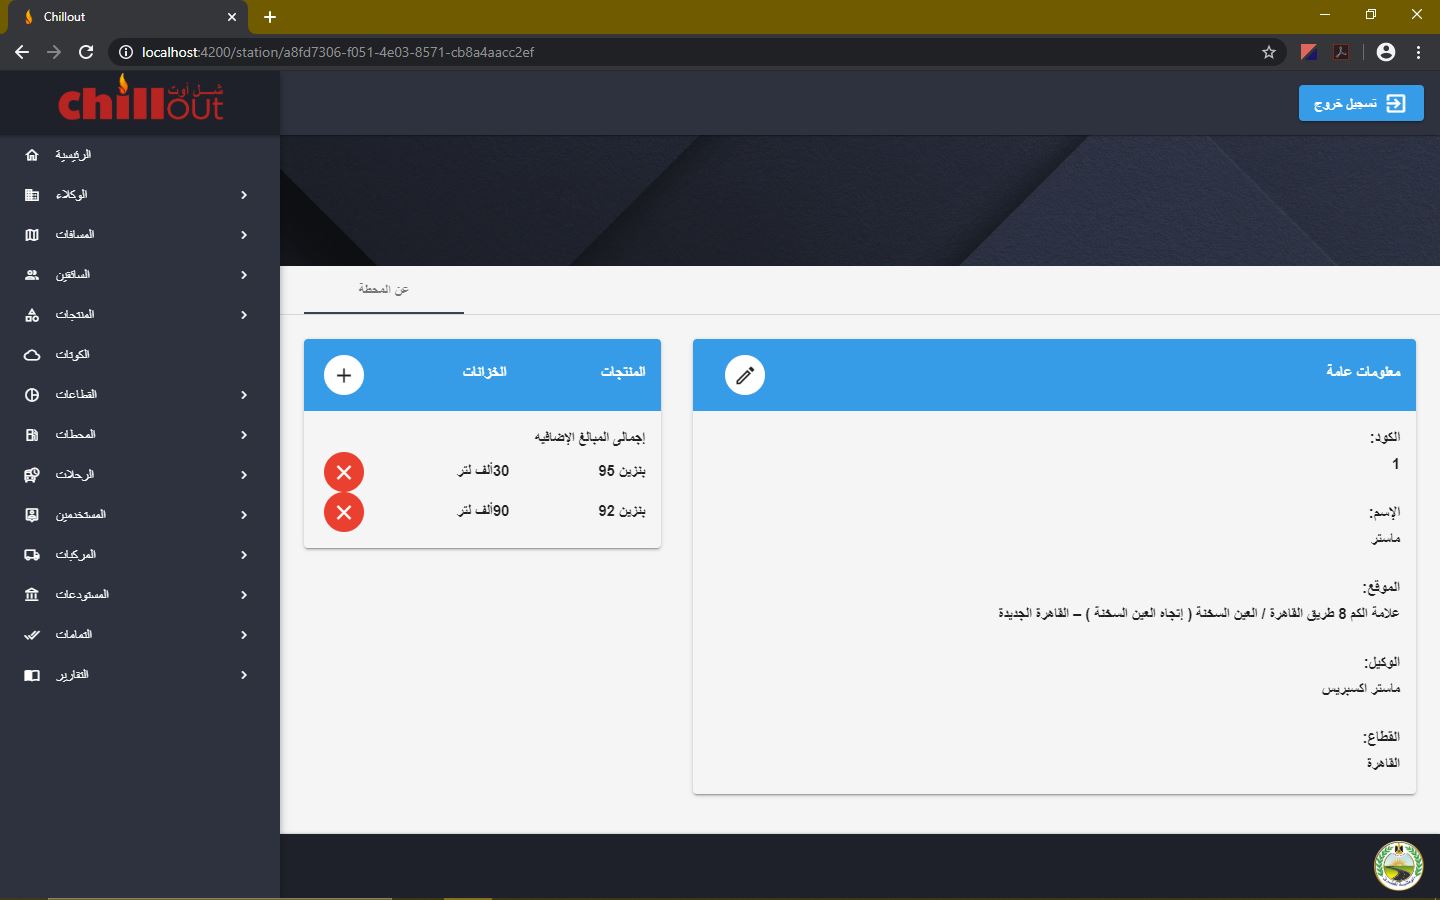 Chillout
localhost:4200/station/a8fd7306-f051-4e03-8571-cb8a4aacc2ef
chillout شل أوت
تسجيل خروج
الرئيسية
الوكلاء
المسافات
السائقين
المنتجات
الكوتات
القطاعات
المحطات
الرحلات
المستخدمين
المركبات
المستودعات
التمامات
التقارير
عن المحطة
معلومات عامة
الكود:
1
الإسم:
ماستر
الموقع:
علامة الكم 8 طريق القاهرة / العين السخنة ( إتجاه العين السخنة ) – القاهرة الجديدة
الوكيل:
ماستر اكسبريس
القطاع:
القاهرة
المنتجات الخزانات
إجمالى المبالغ الإضافيه
بنزين 95 30ألف لتر
بنزين 92 90ألف لتر